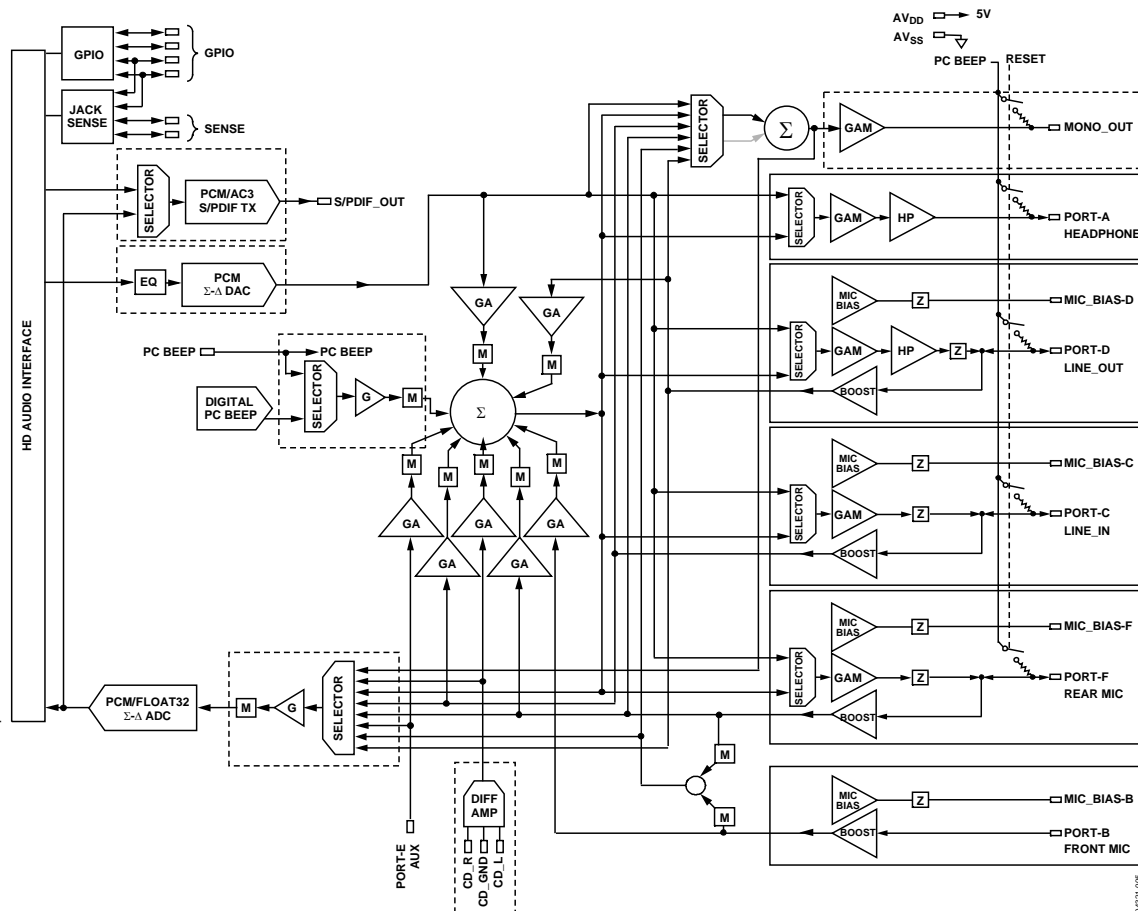 AVDD
5V
AVSS
PC BEEP
RESET
GPIO
GPIO
JACK
SENSE
SENSE
HD AUDIO INTERFACE
SELECTOR
PCM/AC3
S/PDIF TX
S/PDIF_OUT
EQ
PCM
Σ-Δ DAC
SELECTOR
Σ
GAM
MONO_OUT
SELECTOR
GAM
HP
PORT-A
HEADPHONE
GA
GA
M
M
PC BEEP
PC BEEP
DIGITAL
PC BEEP
SELECTOR
G
M
Σ
MIC
BIAS
Z
MIC_BIAS-D
SELECTOR
GAM
HP
Z
PORT-D
LINE_OUT
BOOST
M
M
M
M
M
GA
GA
GA
GA
GA
MIC
BIAS
Z
MIC_BIAS-C
SELECTOR
GAM
Z
PORT-C
LINE_IN
BOOST
MIC
BIAS
Z
MIC_BIAS-F
SELECTOR
GAM
Z
PORT-F
REAR MIC
BOOST
PCM/FLOAT32
Σ-Δ ADC
M
G
SELECTOR
M
M
DIFF
AMP
PORT-E
AUX
CD_R
CD_GND
CD_L
MIC
BIAS
Z
MIC_BIAS-B
BOOST
PORT-B
FRONT MIC